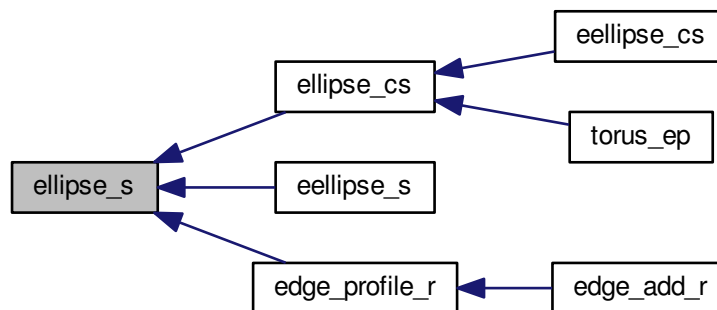 eellipse_cs
ellipse_cs
torus_ep
ellipse_s
eellipse_s
edge_profile_r
edge_add_r